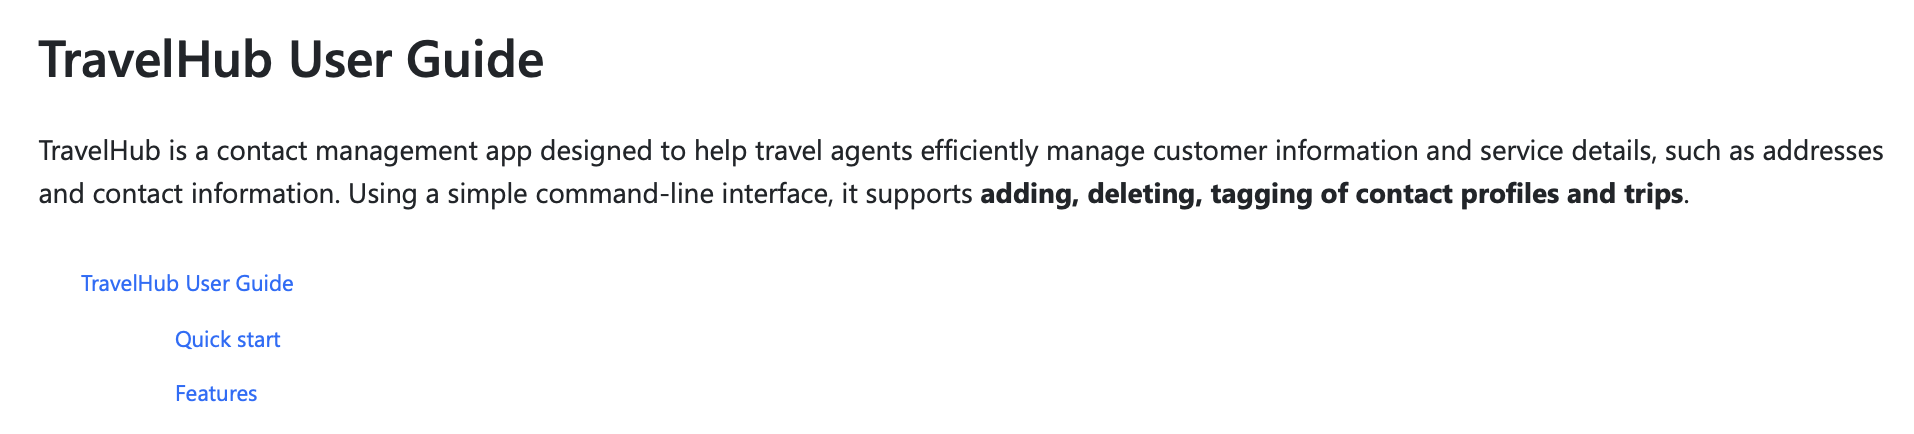 TravelHub User Guide
TravelHub is a contact management app designed to help travel agents efficiently manage customer information and service details, such as addresses
and contact information. Using a simple command-line interface, it supports adding, deleting, tagging of contact profiles and trips.
TravelHub User Guide
Quick start
Features